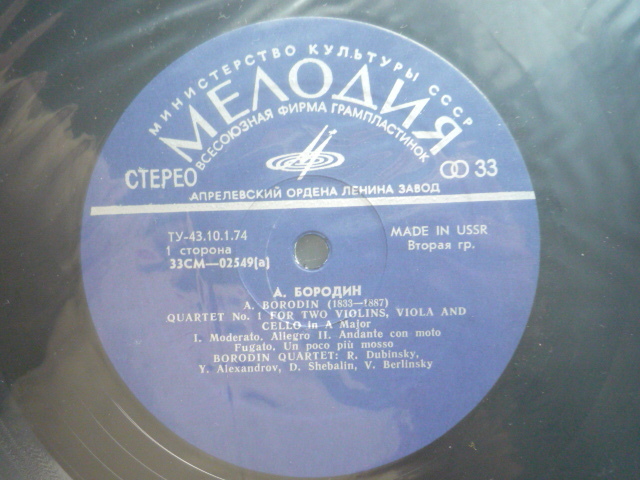 МИНИСТЕРСТВО КУЛЬТУРЫ СССР
МЕЛОДИЯ
ВСЕСОЮЗНАЯ ФИРМА ГРАМПЛАСТИНОК
СТЕРЕО
33
АПРЕЛЕВСКИЙ ОРДЕНА ЛЕНИНА ЗАВОД
ТУ-43.10.1.74
MADE IN USSR
1 сторона
Вторая гр.
33СМ—02549(а)
А. БОРОДИН
A. BORODIN (1833—1887)
QUARTET No. 1 FOR TWO VIOLINS, VIOLA AND
CELLO in A Major
I. Moderato. Allegro II. Andante con moto
Fugato. Un poco più mosso
BORODIN QUARTET: R. Dubinsky,
Y. Alexandrov, D. Shebalin, V. Berlinsky